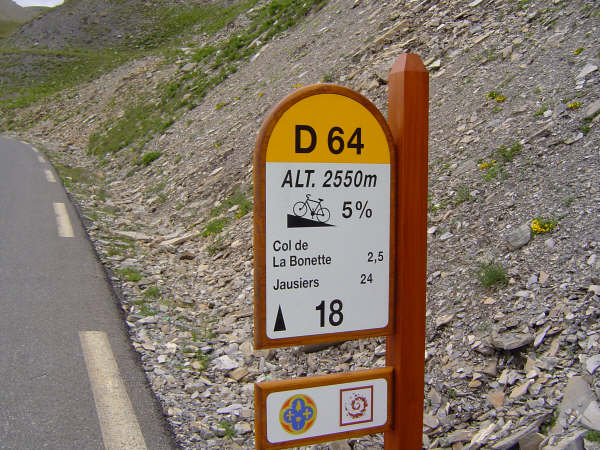 D 64
ALT. 2550m
5%
Col de
La Bonette 2,5
Jausiers 24
18